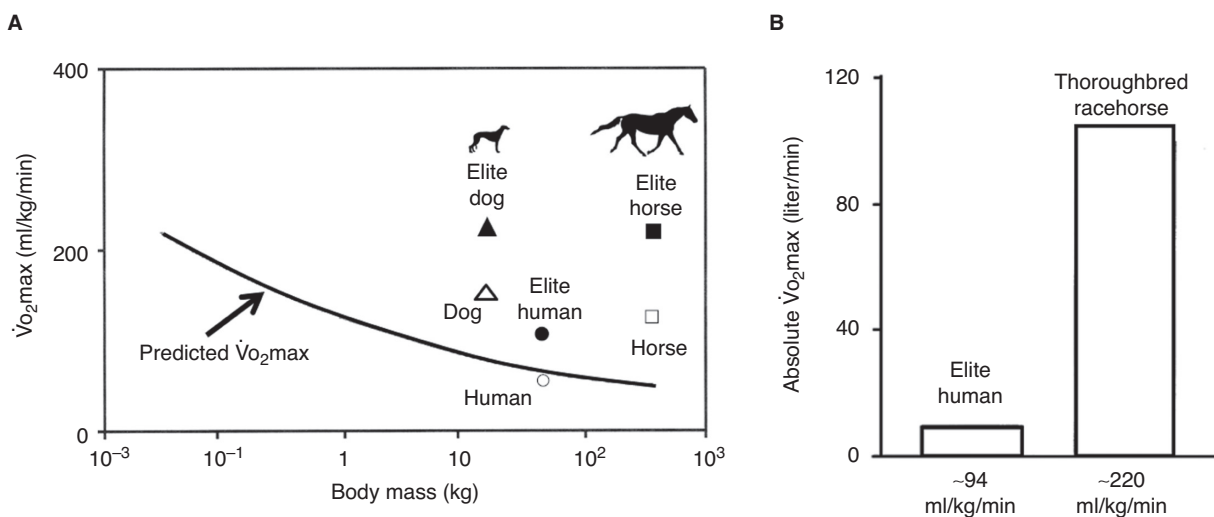 A
400
200
0
V̇o₂max (ml/kg/min)
Elite
dog
Elite
horse
Dog
Elite
human
Horse
Human
Predicted V̇o₂max
10⁻³
10⁻¹
1
10
10²
10³
Body mass (kg)
B
120
80
40
0
Absolute V̇o₂max (liter/min)
Thoroughbred
racehorse
Elite
human
~94
ml/kg/min
~220
ml/kg/min